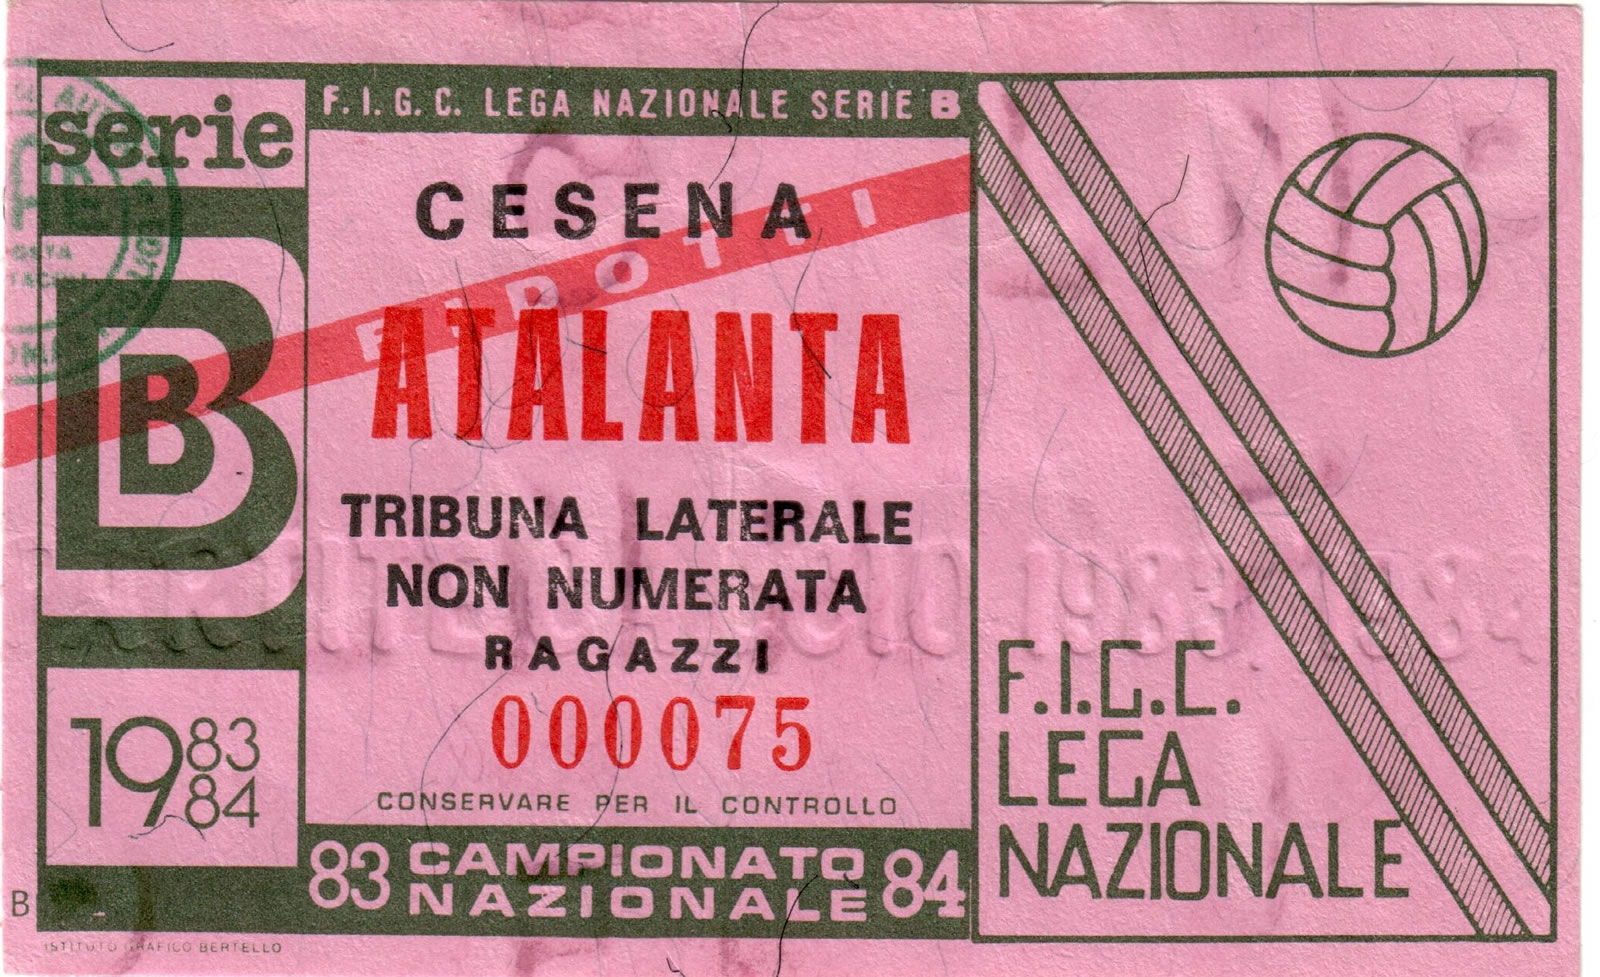 serie
B
B
1983
84
F.I.G.C. LEGA NAZIONALE SERIE B
CESENA
RIDOTTI
ATALANTA
TRIBUNA LATERALE
NON NUMERATA
RAGAZZI
000075
CONSERVARE PER IL CONTROLLO
83 CAMPIONATO NAZIONALE 84
F.I.G.C.
LEGA
NAZIONALE
B
ISTITUTO GRAFICO BERTELLO